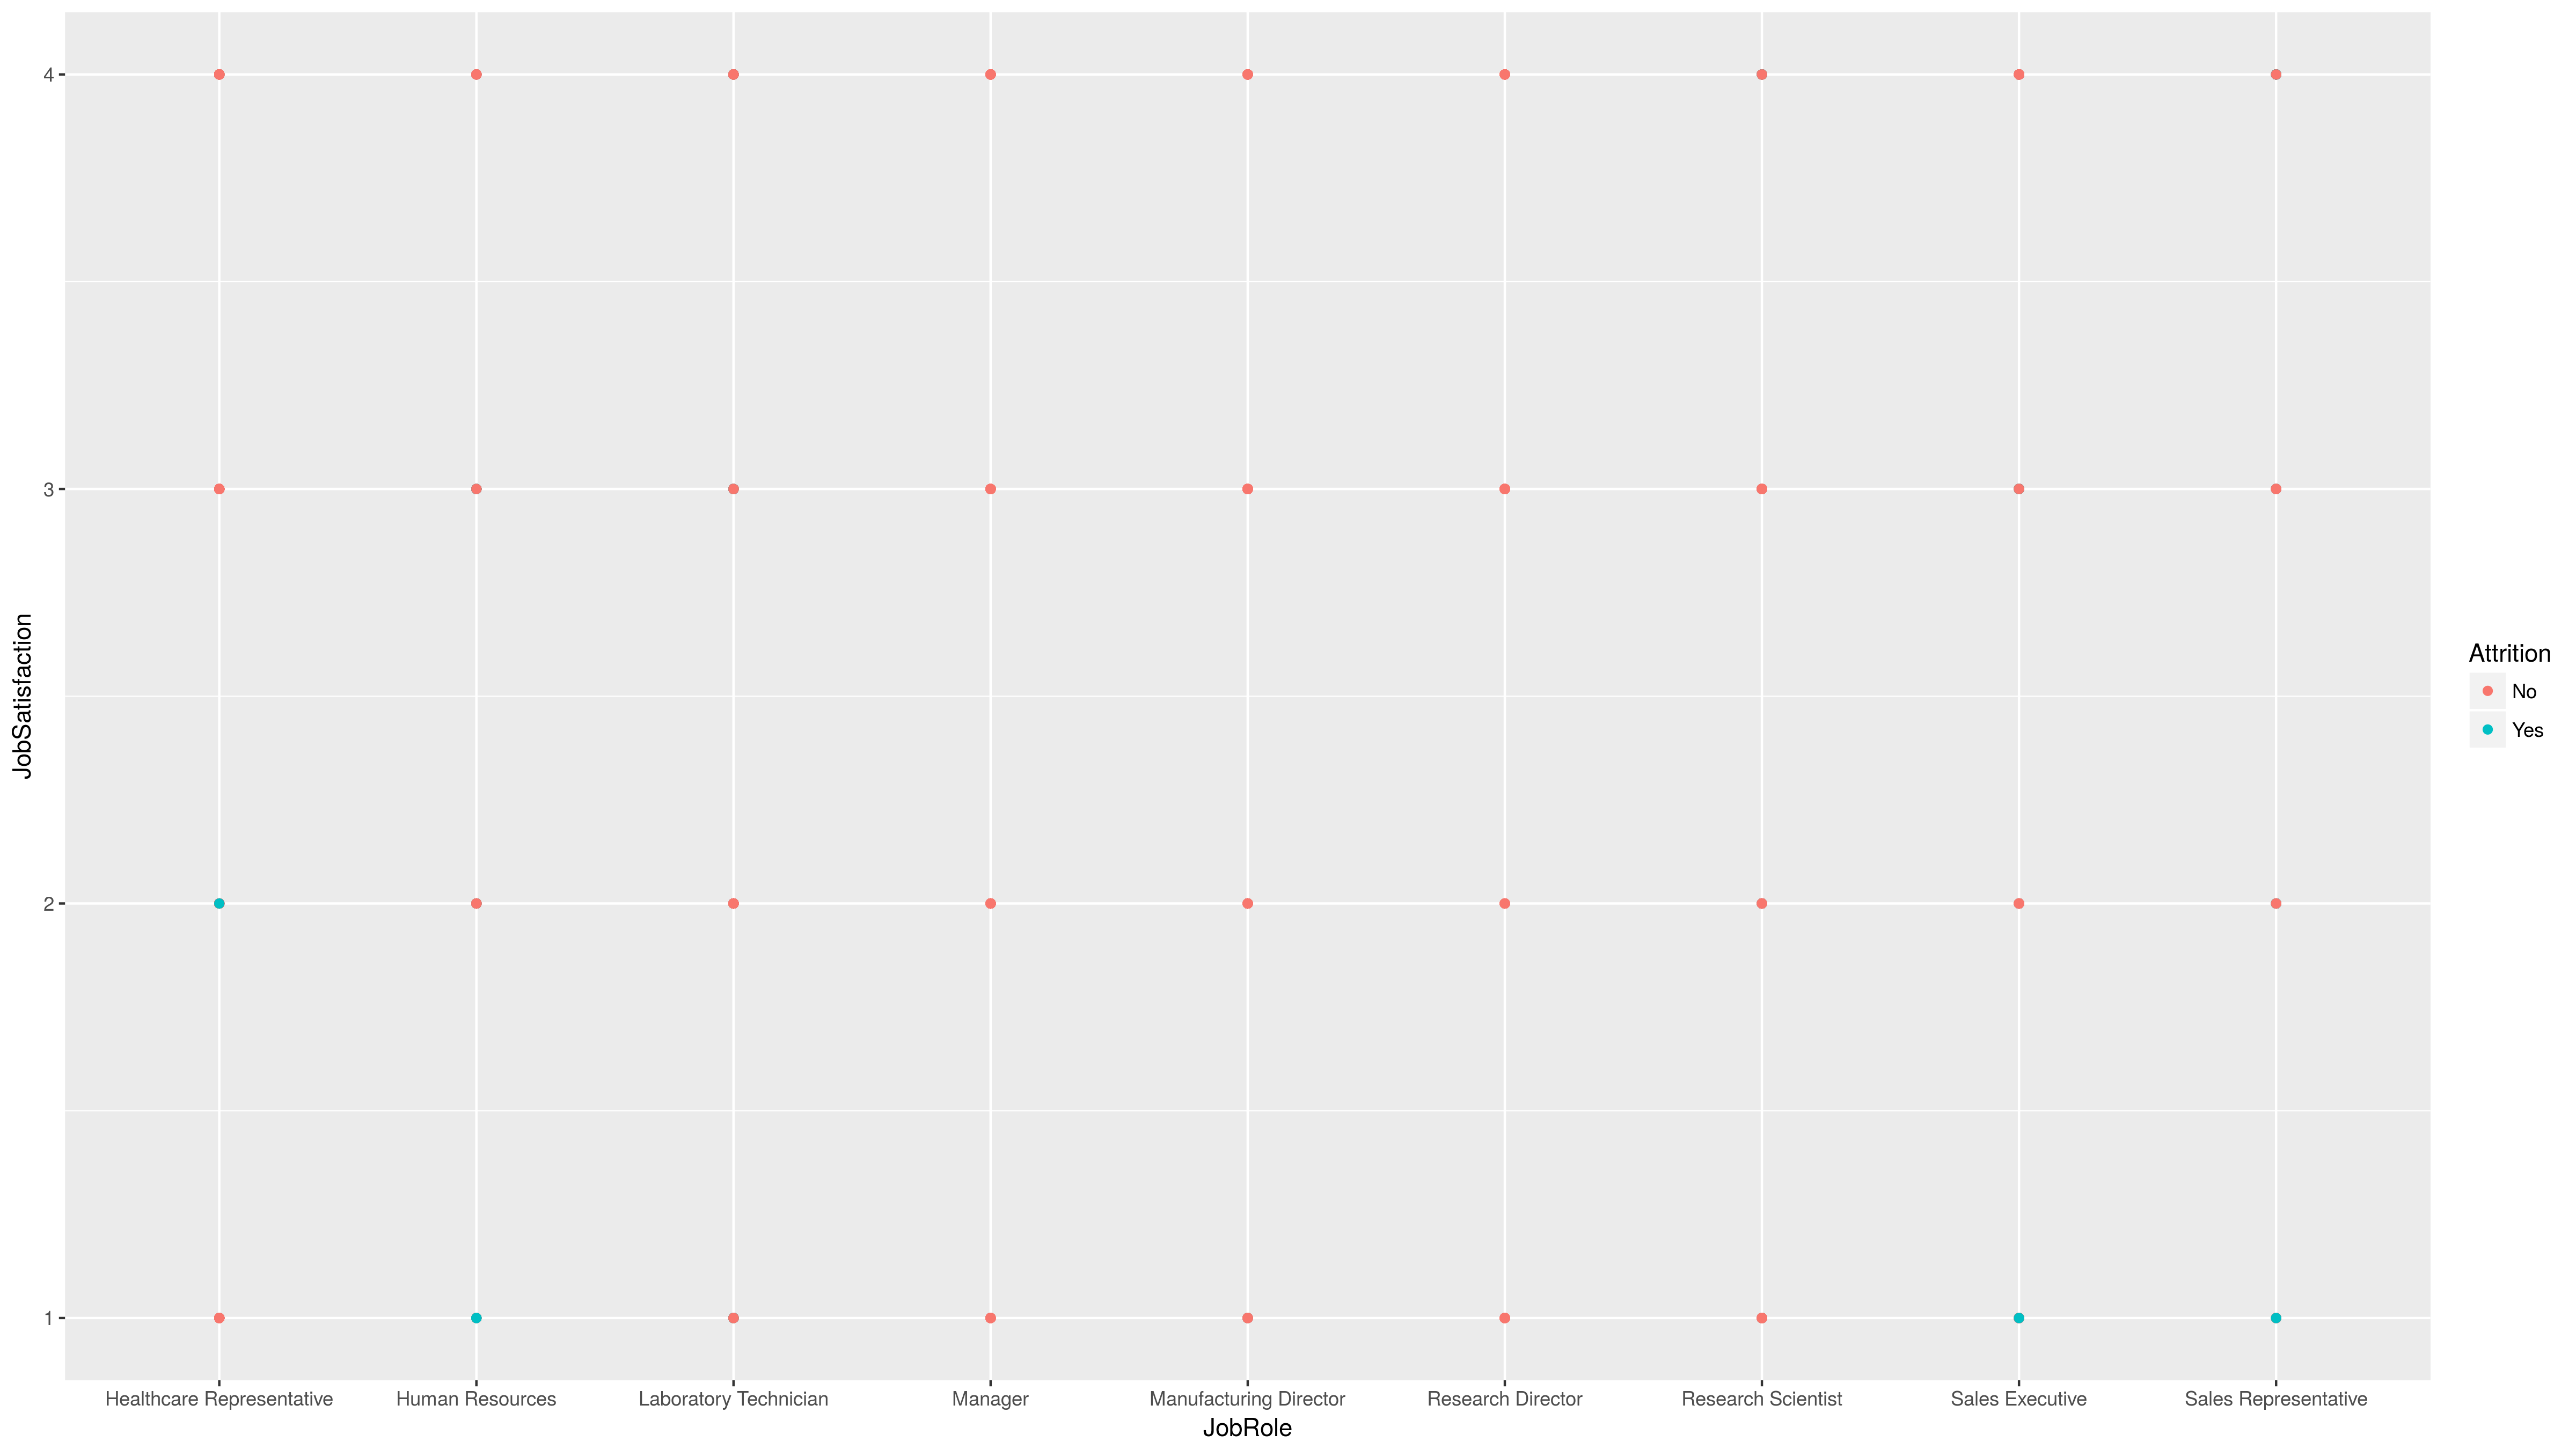 4
3
2
1
JobSatisfaction
Healthcare Representative
Human Resources
Laboratory Technician
Manager
Manufacturing Director
Research Director
Research Scientist
Sales Executive
Sales Representative
JobRole
Attrition
No
Yes